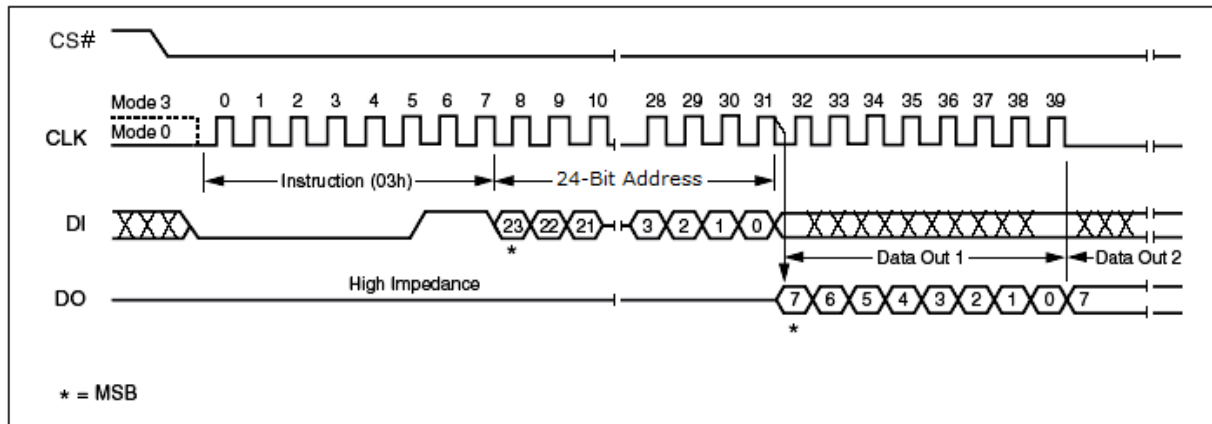 CS#
Mode 3 0 1 2 3 4 5 6 7 8 9 10 28 29 30 31 32 33 34 35 36 37 38 39
CLK Mode 0
Instruction (03h) 24-Bit Address
DI 23 22 21 3 2 1 0
*
Data Out 1 Data Out 2
High Impedance
DO 7 6 5 4 3 2 1 0 7
*
* = MSB